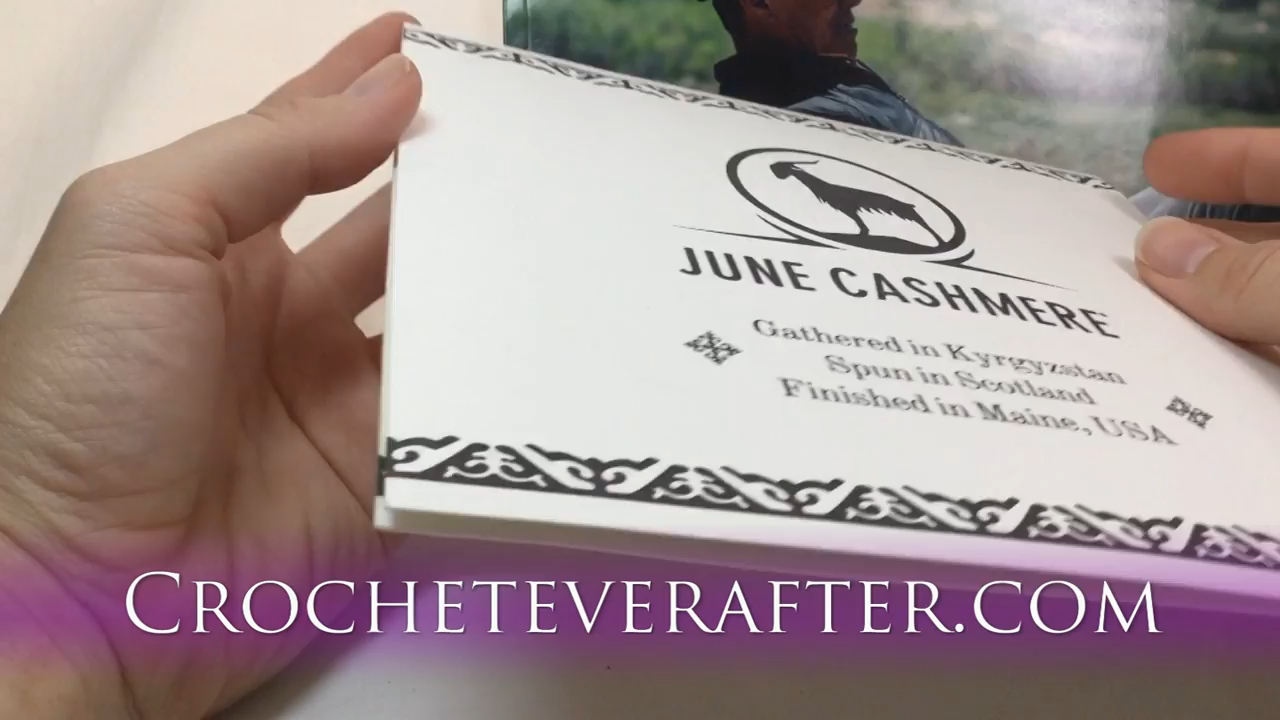 JUNE CASHMERE
Gathered in Kyrgyzstan
Spun in Scotland
Finished in Maine, USA
CROCHETEVERAFTER.COM